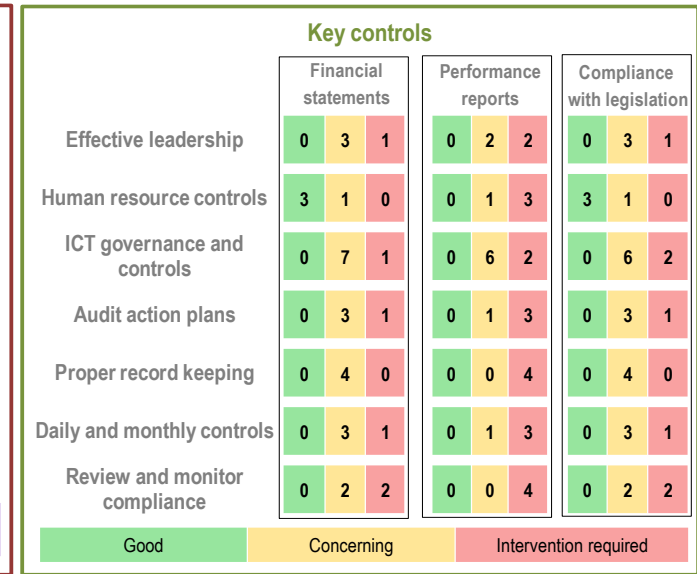 Key controls
Financial statements
Performance reports
Compliance with legislation
Effective leadership 0 3 1 0 2 2 0 3 1
Human resource controls 3 1 0 0 1 3 3 1 0
ICT governance and controls 0 7 1 0 6 2 0 6 2
Audit action plans 0 3 1 0 1 3 0 3 1
Proper record keeping 0 4 0 0 0 4 0 4 0
Daily and monthly controls 0 3 1 0 1 3 0 3 1
Review and monitor compliance 0 2 2 0 0 4 0 2 2
Good Concerning Intervention required